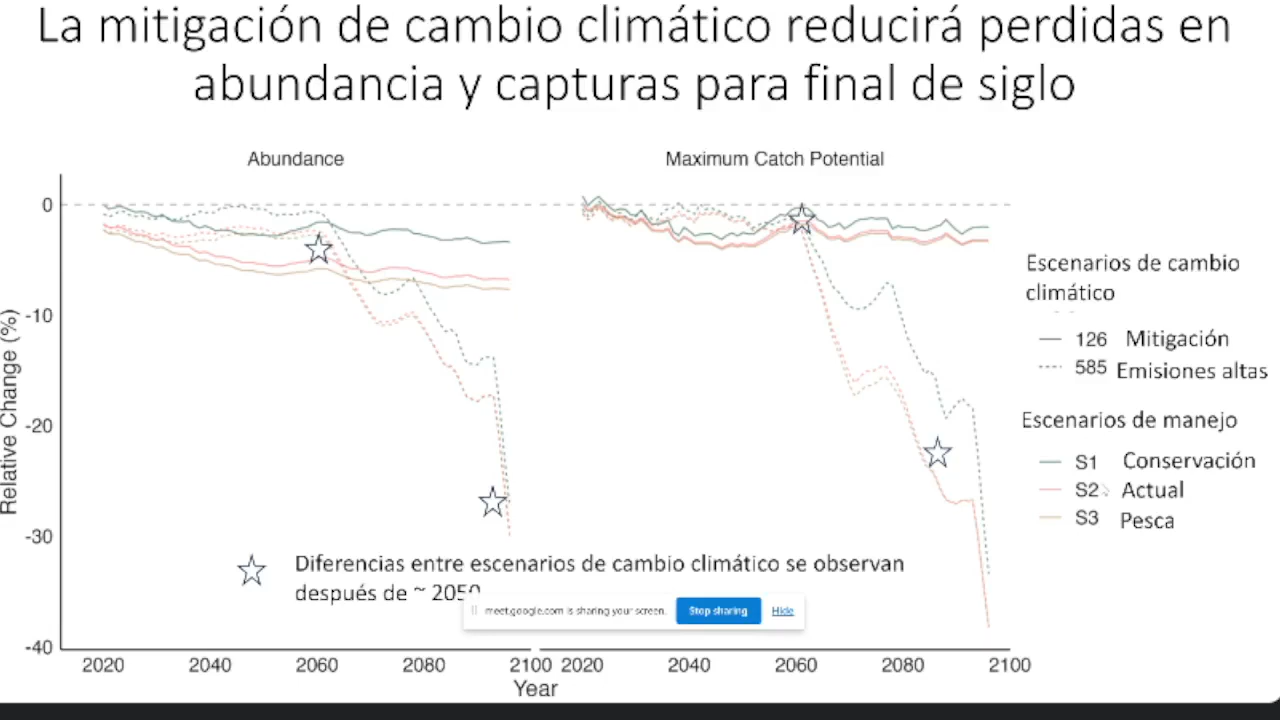 La mitigación de cambio climático reducirá perdidas en
abundancia y capturas para final de siglo
Abundance
Maximum Catch Potential
Relative Change (%)
0
-10
-20
-30
-40
2020 2040 2060 2080 2100
2020 2040 2060 2080 2100
Year
Escenarios de cambio
climático
126 Mitigación
585 Emisiones altas
Escenarios de manejo
S1 Conservación
S2 Actual
S3 Pesca
Diferencias entre escenarios de cambio climático se observan
después de ~ 2050
meet.google.com is sharing your screen. Stop sharing Hide